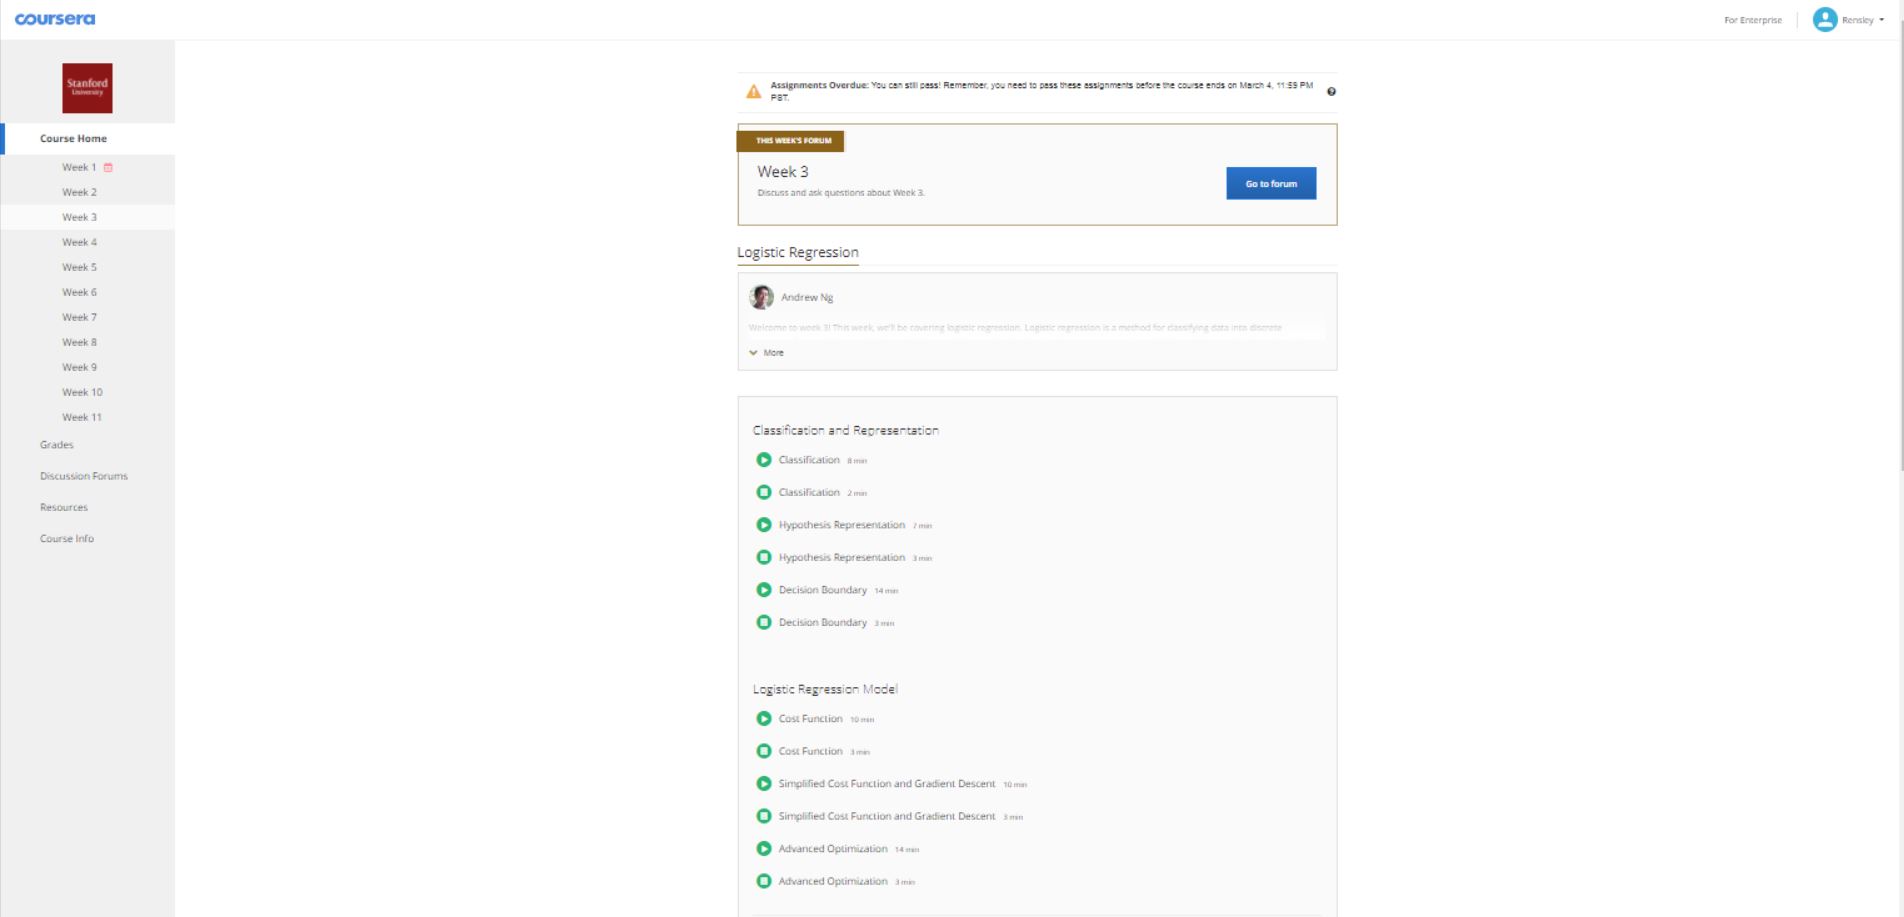 coursera
For Enterprise
Rensley
Stanford
University
Course Home
Week 1
Week 2
Week 3
Week 4
Week 5
Week 6
Week 7
Week 8
Week 9
Week 10
Week 11
Grades
Discussion Forums
Resources
Course Info
Assignments Overdue: You can still pass! Remember, you need to pass these assignments before the course ends on March 4, 11:59 PM
PST.
THIS WEEK'S FORUM
Week 3
Discuss and ask questions about Week 3.
Go to forum
Logistic Regression
Andrew Ng
Welcome to week 3! This week, we'll be covering logistic regression. Logistic regression is a method for classifying data into discrete
More
Classification and Representation
Classification 8 min
Classification 2 min
Hypothesis Representation 7 min
Hypothesis Representation 3 min
Decision Boundary 14 min
Decision Boundary 3 min
Logistic Regression Model
Cost Function 10 min
Cost Function 3 min
Simplified Cost Function and Gradient Descent 10 min
Simplified Cost Function and Gradient Descent 3 min
Advanced Optimization 14 min
Advanced Optimization 3 min